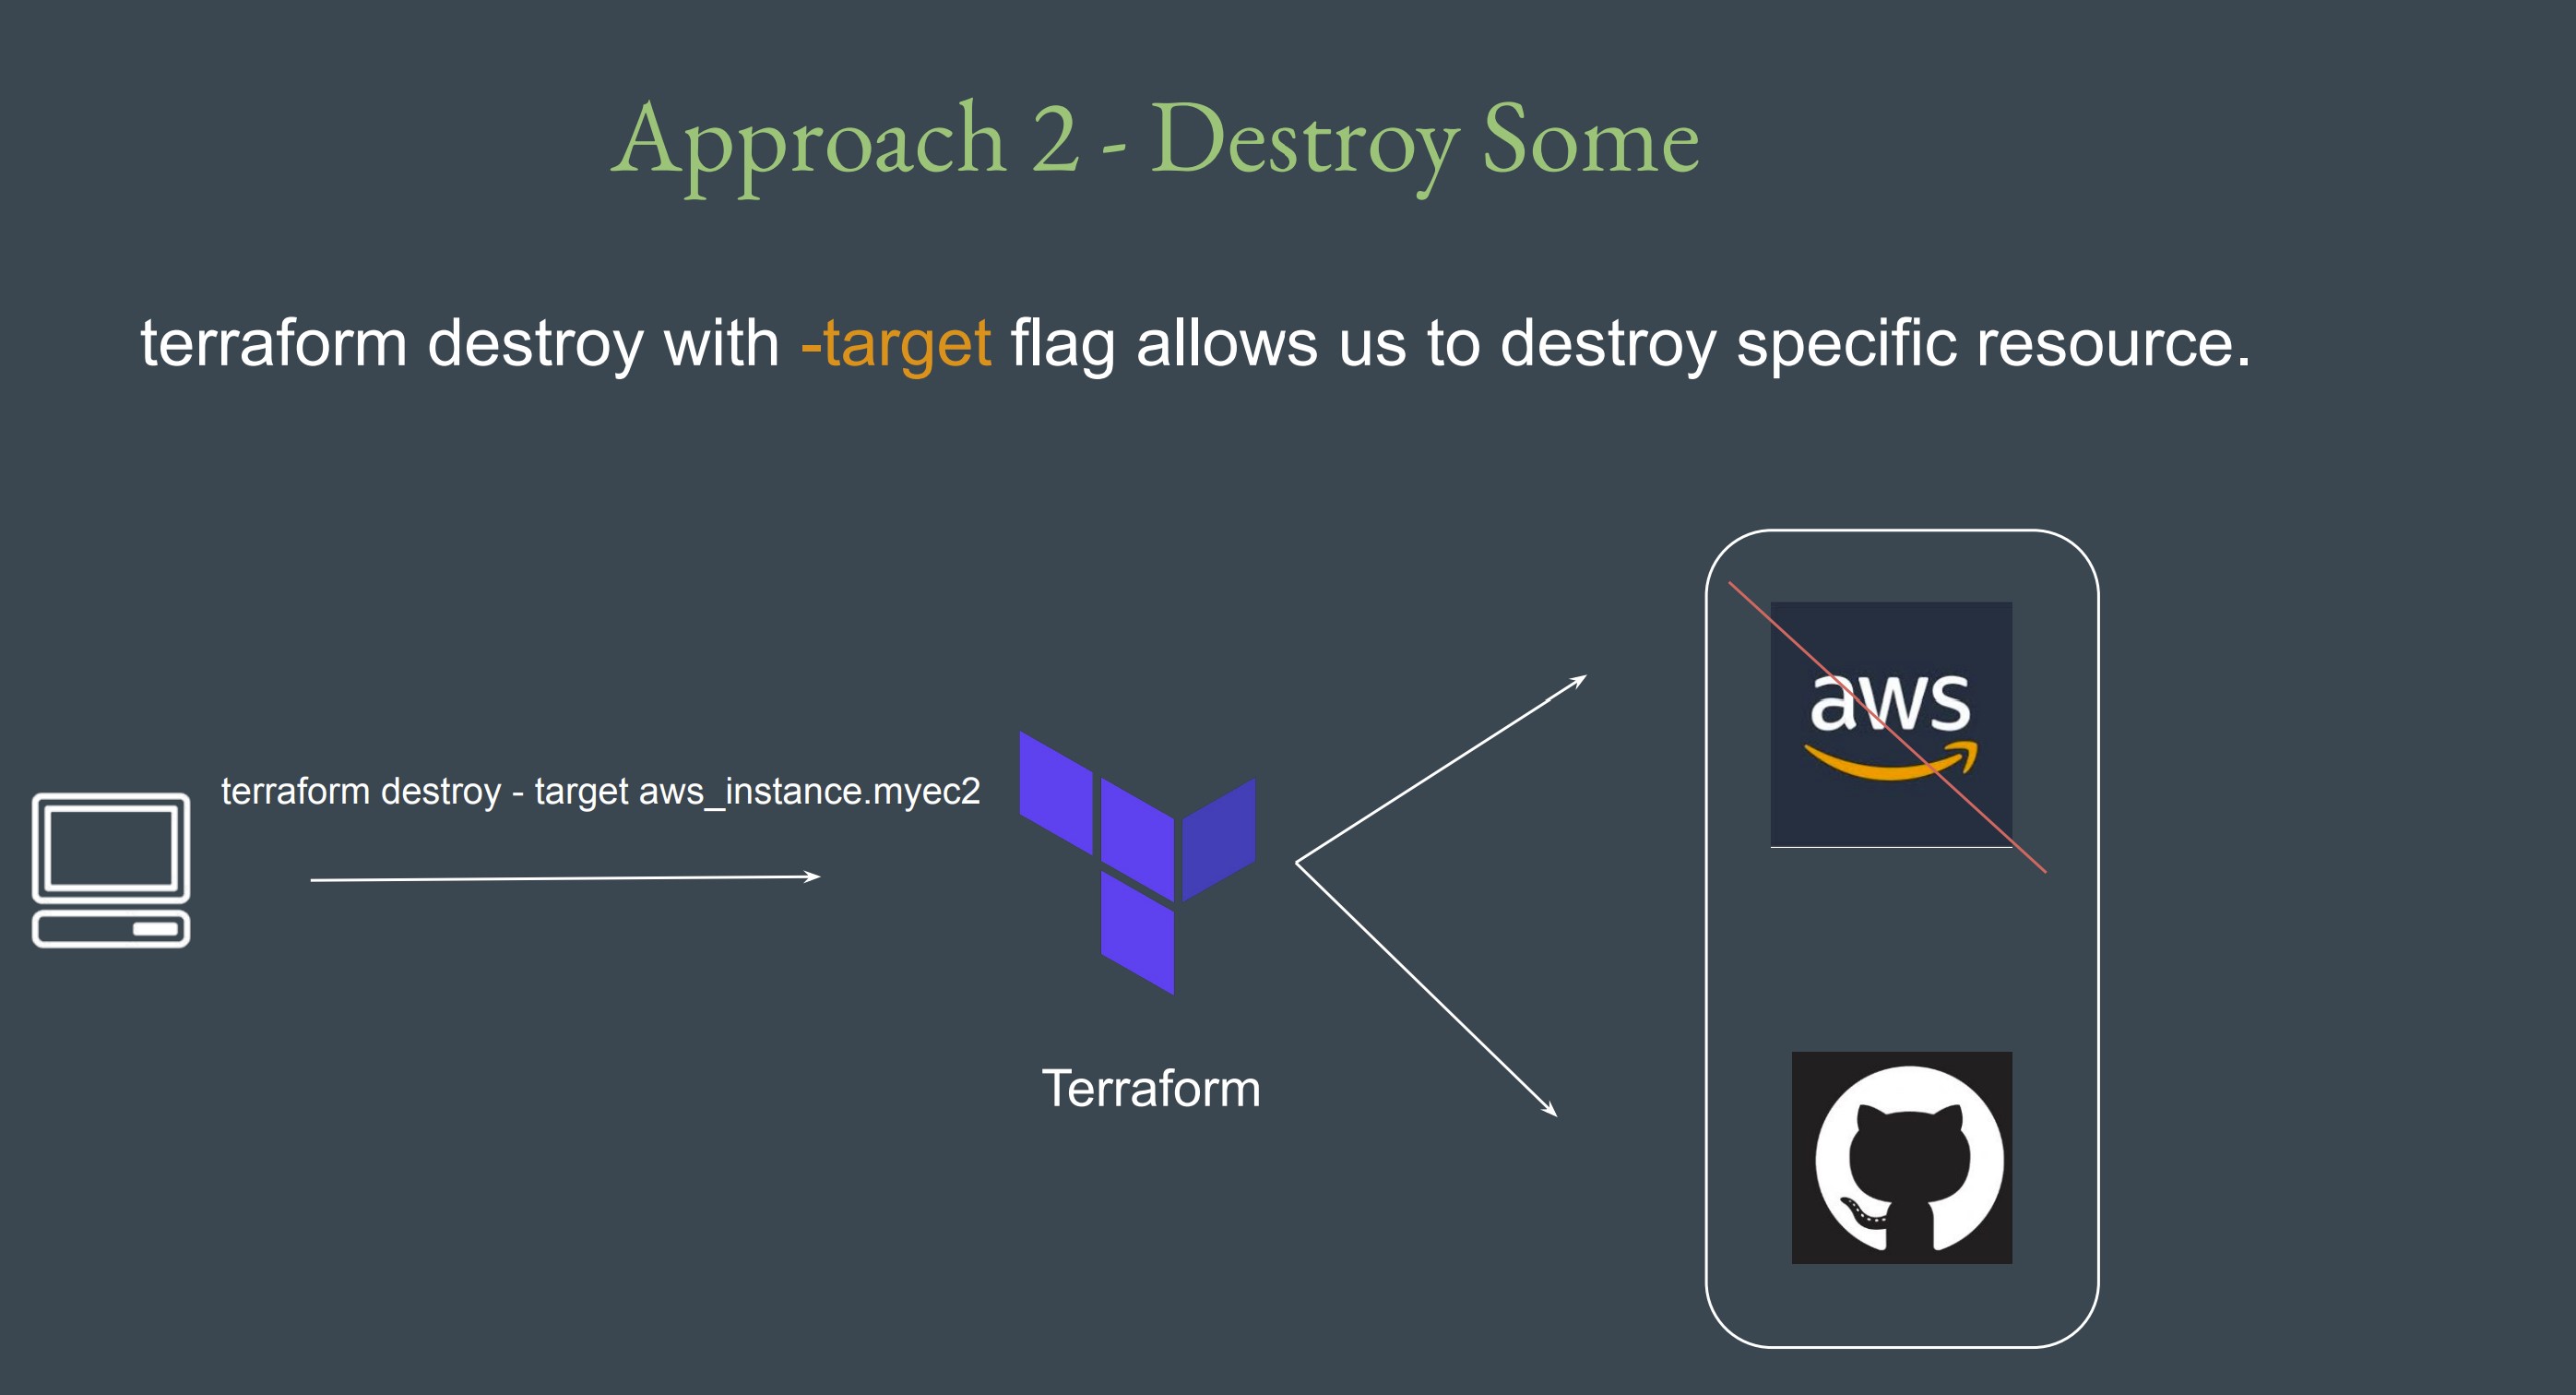 Approach 2 - Destroy Some
terraform destroy with -target flag allows us to destroy specific resource.
terraform destroy - target aws_instance.myec2
aws
Terraform